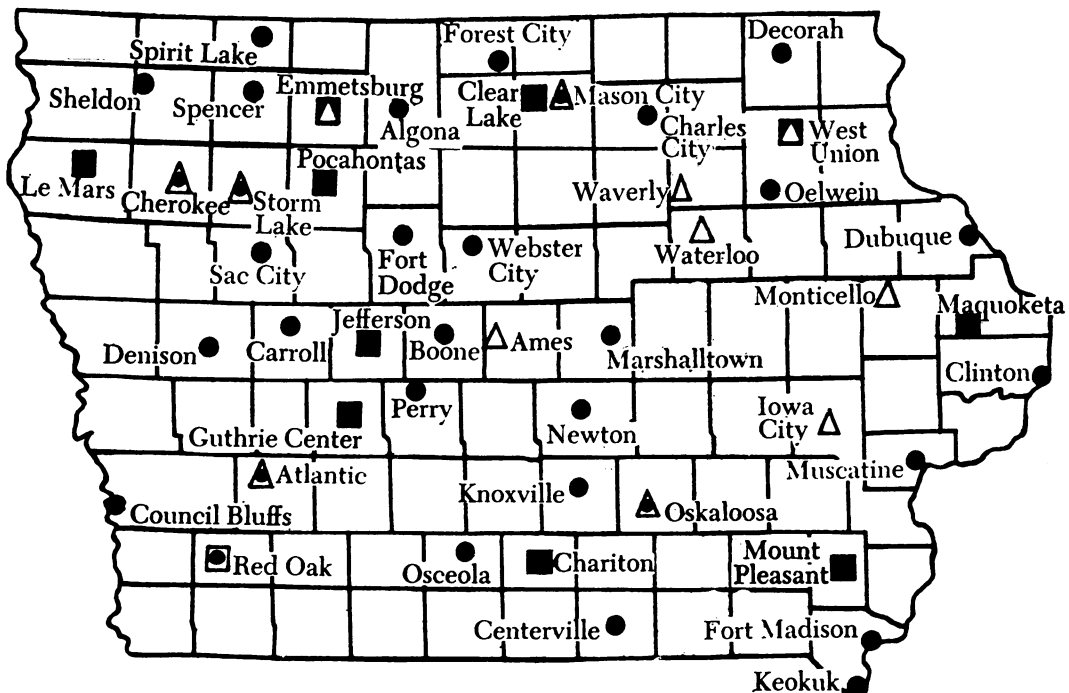 Decorah
Forest City
Spirit Lake
Emmetsburg
Clear
Lake
Mason City
Sheldon
Spencer
Algona
Charles
City
West
Union
Pocahontas
Le Mars
Cherokee
Storm
Lake
Waverly
Oelwein
Webster
City
Waterloo
Dubuque
Sac City
Fort
Dodge
Monticello
Maquoketa
Jefferson
Denison
Carroll
Boone
Ames
Marshalltown
Clinton
Perry
Iowa
City
Guthrie Center
Newton
Atlantic
Muscatine
Knoxville
Council Bluffs
Oskaloosa
Red Oak
Osceola
Chariton
Mount
Pleasant
Centerville
Fort Madison
Keokuk